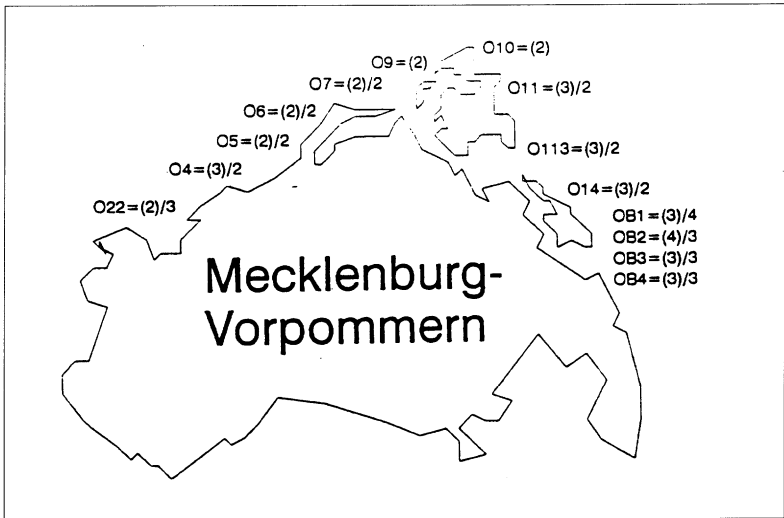 O10=(2)
O9=(2)
O7=(2)/2
O11=(3)/2
O6=(2)/2
O5=(2)/2
O113=(3)/2
O4=(3)/2
O14=(3)/2
O22=(2)/3
OB1=(3)/4
OB2=(4)/3
OB3=(3)/3
OB4=(3)/3
Mecklenburg-
Vorpommern